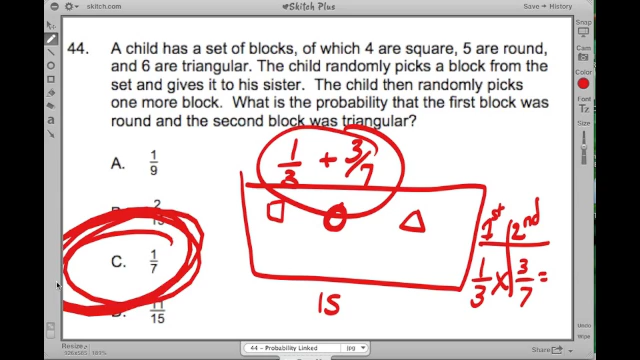 Skitch Plus
Save → History
44. A child has a set of blocks, of which 4 are square, 5 are round,
and 6 are triangular. The child randomly picks a block from the
set and gives it to his sister. The child then randomly picks
one more block. What is the probability that the first block was
round and the second block was triangular?
1/3 + 3/7
A. 1/9
C. 1/7
D. 11/15
1st 2nd
1/3 x 3/7 =
15
Snap
Color
Font
Tz
Size
Undo
Wipe
Resize
44 - Probability Linked
JPG
Share